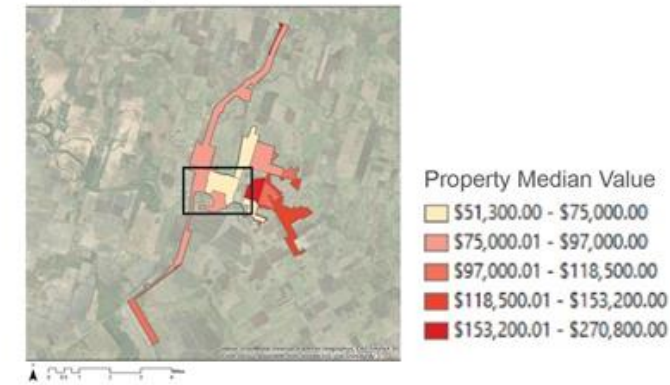 Property Median Value
$51,300.00 - $75,000.00
$75,000.01 - $97,000.00
$97,000.01 - $118,500.00
$118,500.01 - $153,200.00
$153,200.01 - $270,800.00